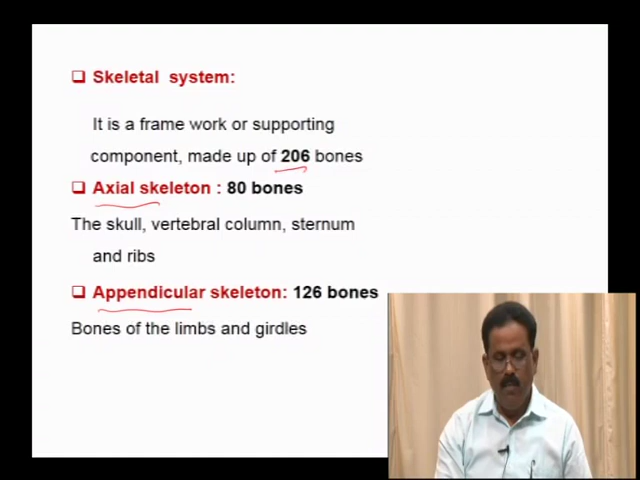 Skeletal system:
It is a frame work or supporting
component, made up of 206 bones
Axial skeleton : 80 bones
The skull, vertebral column, sternum
and ribs
Appendicular skeleton: 126 bones
Bones of the limbs and girdles